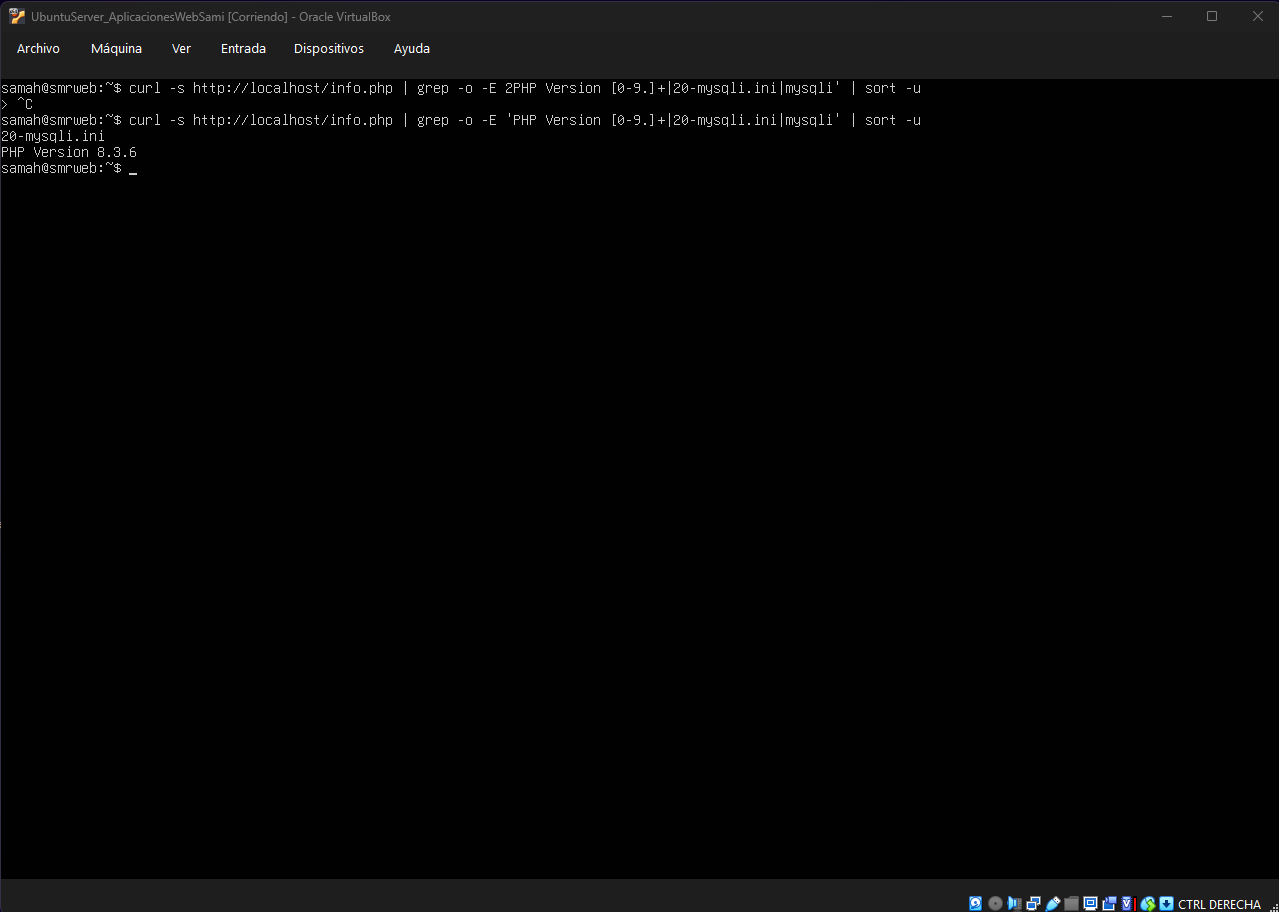 UbuntuServer_AplicacionesWebSami [Corriendo] - Oracle VirtualBox
Archivo Máquina Ver Entrada Dispositivos Ayuda
samah@smrweb:~$ curl -s http://localhost/info.php | grep -o -E 2PHP Version [0-9.]+|20-mysqli.ini|mysqli' | sort -u
> ^C
samah@smrweb:~$ curl -s http://localhost/info.php | grep -o -E 'PHP Version [0-9.]+|20-mysqli.ini|mysqli' | sort -u
20-mysqli.ini
PHP Version 8.3.6
samah@smrweb:~$ _
CTRL DERECHA